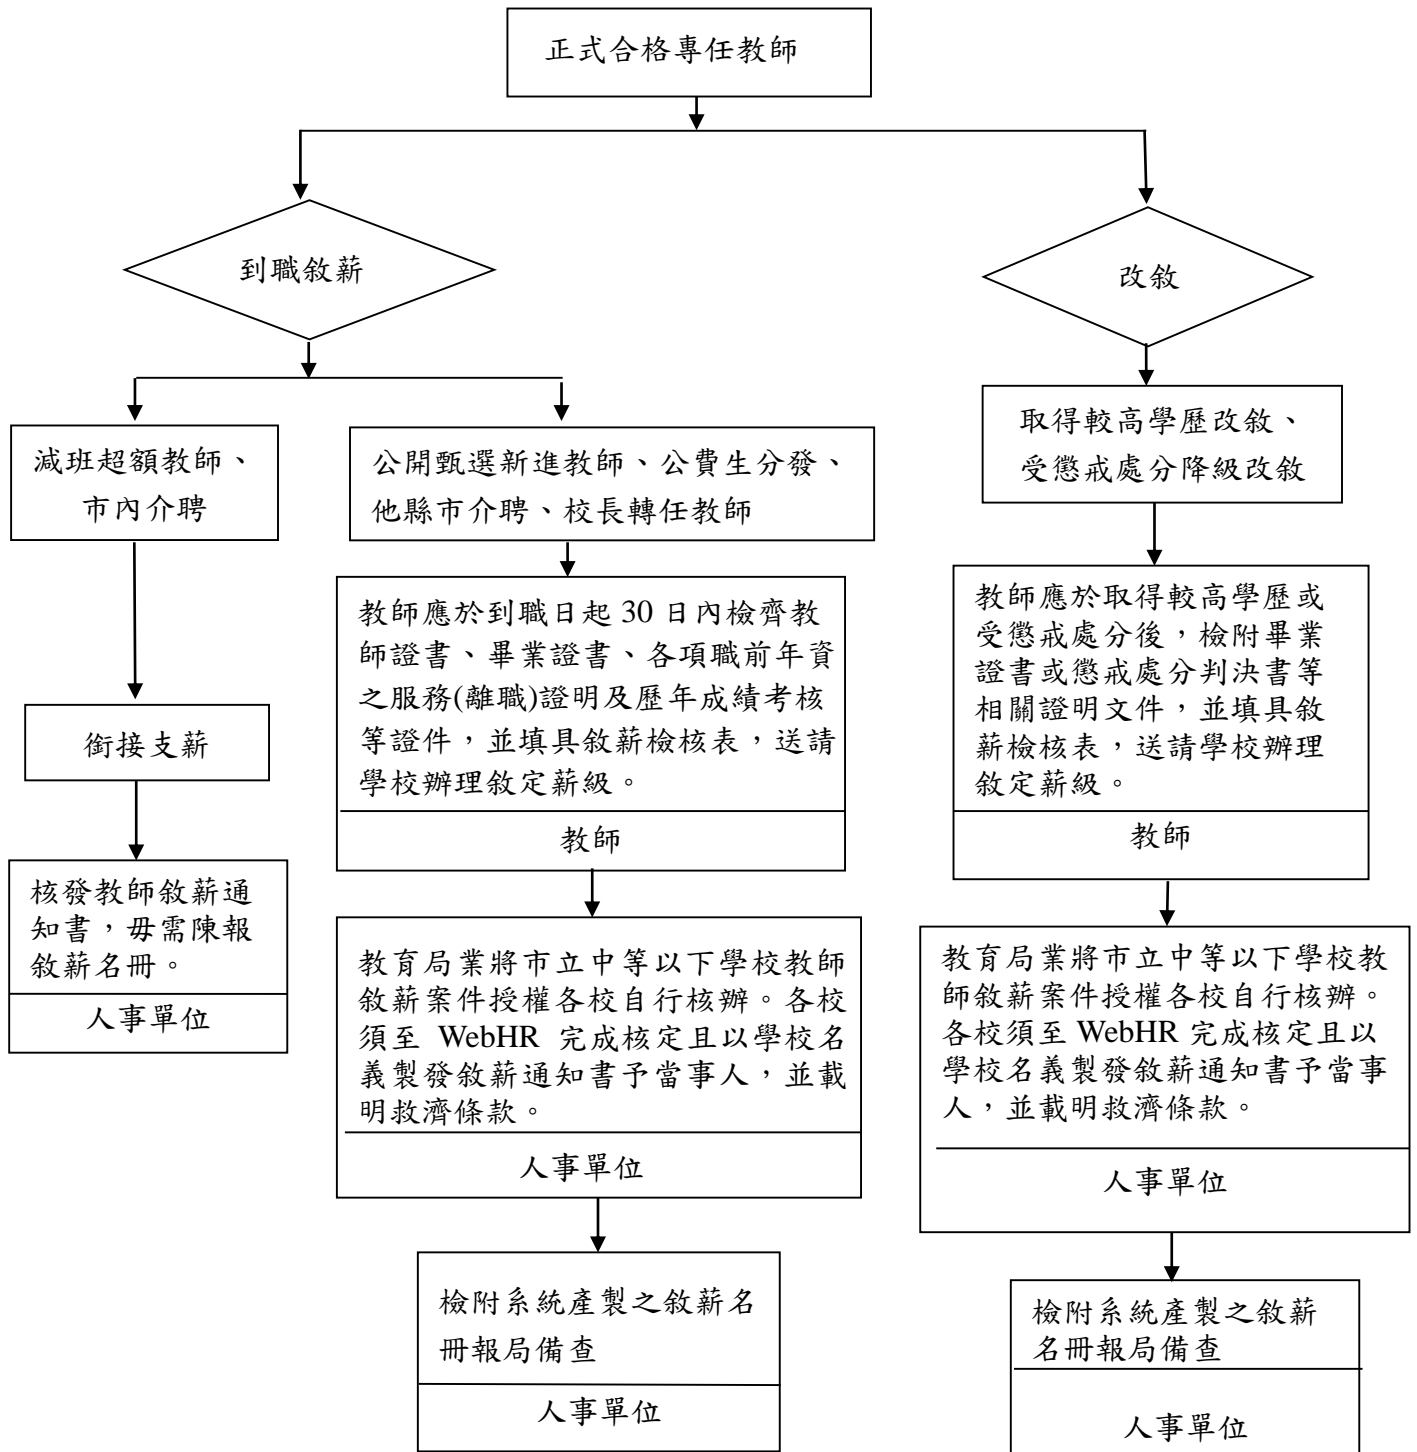 正式合格專任教師
到職敘薪
改敘
減班超額教師、
市內介聘
公開甄選新進教師、公費生分發、
他縣市介聘、校長轉任教師
取得較高學歷改敘、
受懲戒處分降級改敘
銜接支薪
教師應於到職日起 30 日內檢齊教
師證書、畢業證書、各項職前年資
之服務(離職)證明及歷年成績考核
等證件，並填具敘薪檢核表，送請
學校辦理敘定薪級。
教師
教師應於取得較高學歷或
受懲戒處分後，檢附畢業
證書或懲戒處分判決書等
相關證明文件，並填具敘
薪檢核表，送請學校辦理
敘定薪級。
教師
核發教師敘薪通
知書，毋需陳報
敘薪名冊。
人事單位
教育局業將市立中等以下學校教師
敘薪案件授權各校自行核辦。各校
須至 WebHR 完成核定且以學校名
義製發敘薪通知書予當事人，並載
明救濟條款。
人事單位
教育局業將市立中等以下學校教
師敘薪案件授權各校自行核辦。
各校須至 WebHR 完成核定且以
學校名義製發敘薪通知書予當事
人，並載明救濟條款。
人事單位
檢附系統產製之敘薪名
冊報局備查
人事單位
檢附系統產製之敘薪
名冊報局備查
人事單位